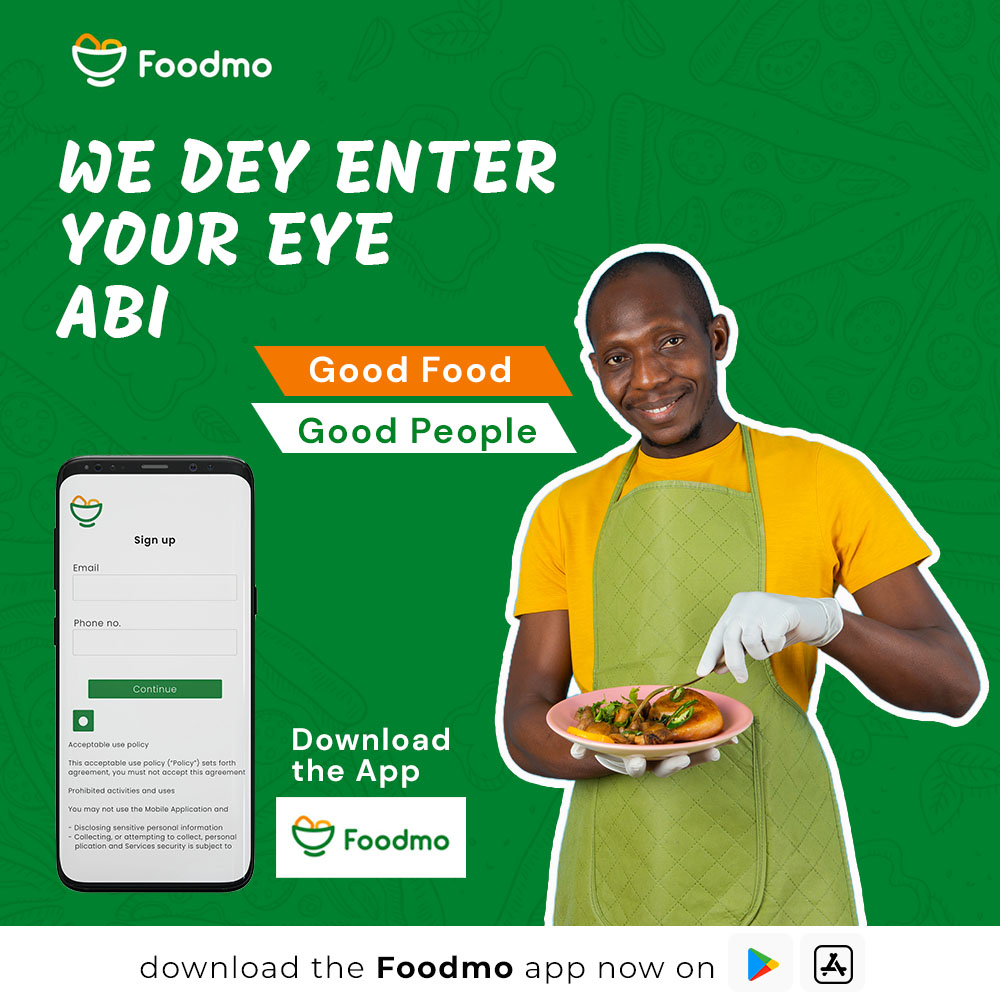 Foodmo
WE DEY ENTER
YOUR EYE
ABI
Good Food
Good People
Sign up
Email
Phone no.
Continue
Acceptable use policy
This acceptable use policy ("Policy") sets forth
agreement, you must not accept this agreement
Prohibited activities and uses
You may not use the Mobile Application and
- Disclosing sensitive personal information
- Collecting, or attempting to collect, personal
plication and Services security is subject to
Download
the App
Foodmo
download the Foodmo app now on